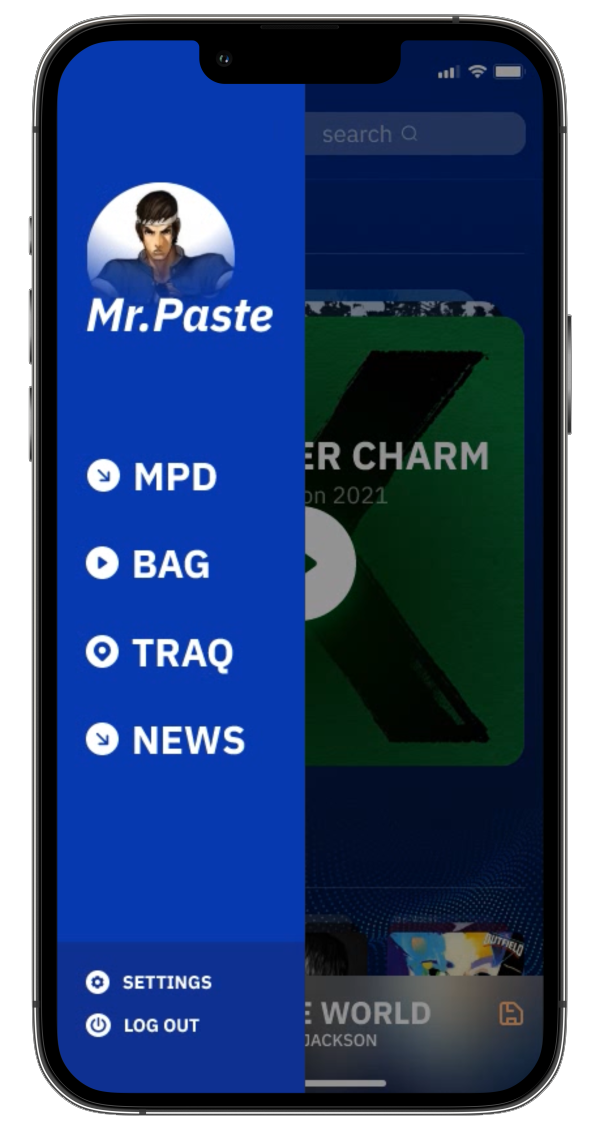 search
Mr.Paste
ER CHARM
on 2021
MPD
BAG
TRAQ
NEWS
OUTFIELD
SETTINGS
LOG OUT
E WORLD
JACKSON